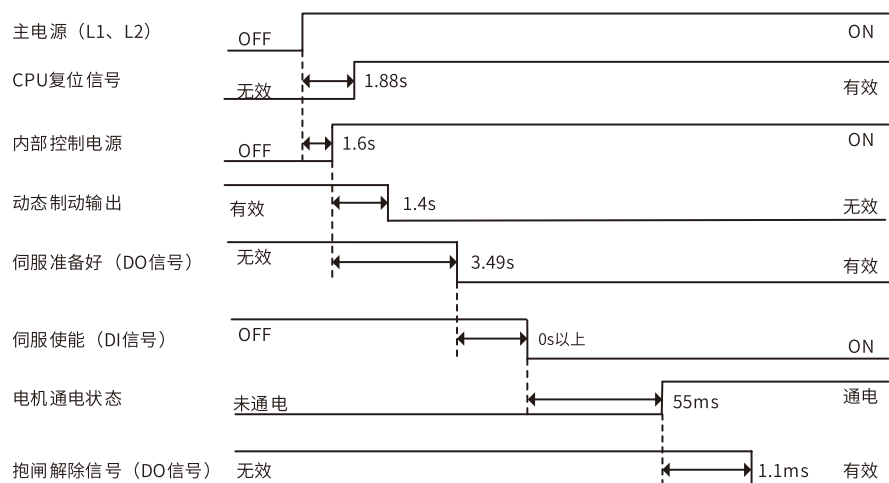 主电源（L1、L2） OFF ON
CPU复位信号 无效 1.88s 有效
内部控制电源 OFF 1.6s ON
动态制动输出 有效 1.4s 无效
伺服准备好（DO信号） 无效 3.49s 有效
伺服使能（DI信号） OFF 0s以上 ON
电机通电状态 未通电 55ms 通电
抱闸解除信号（DO信号） 无效 1.1ms 有效